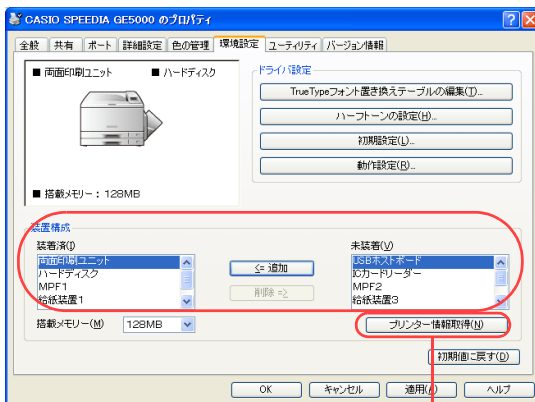 CASIO SPEEDIA GE5000 のプロパティ
全般 共有 ポート 詳細設定 色の管理 環境設定 ユーティリティ バージョン情報
■ 両面印刷ユニット ■ ハードディスク
ドライバ設定
TrueTypeフォント置き換えテーブルの編集(T)...
ハーフトーンの設定(H)...
初期設定(L)...
動作設定(R)...
■ 搭載メモリー：128MB
装置構成
装着済(I) 未装着(V)
両面印刷ユニット USBホストボード
ハードディスク ICカードリーダー
<= 追加
MPF1 MPF2
削除 =>
給紙装置1 給紙装置3
搭載メモリー(M) 128MB プリンター情報取得(N)
初期値に戻す(D)
OK キャンセル 適用(A) ヘルプ